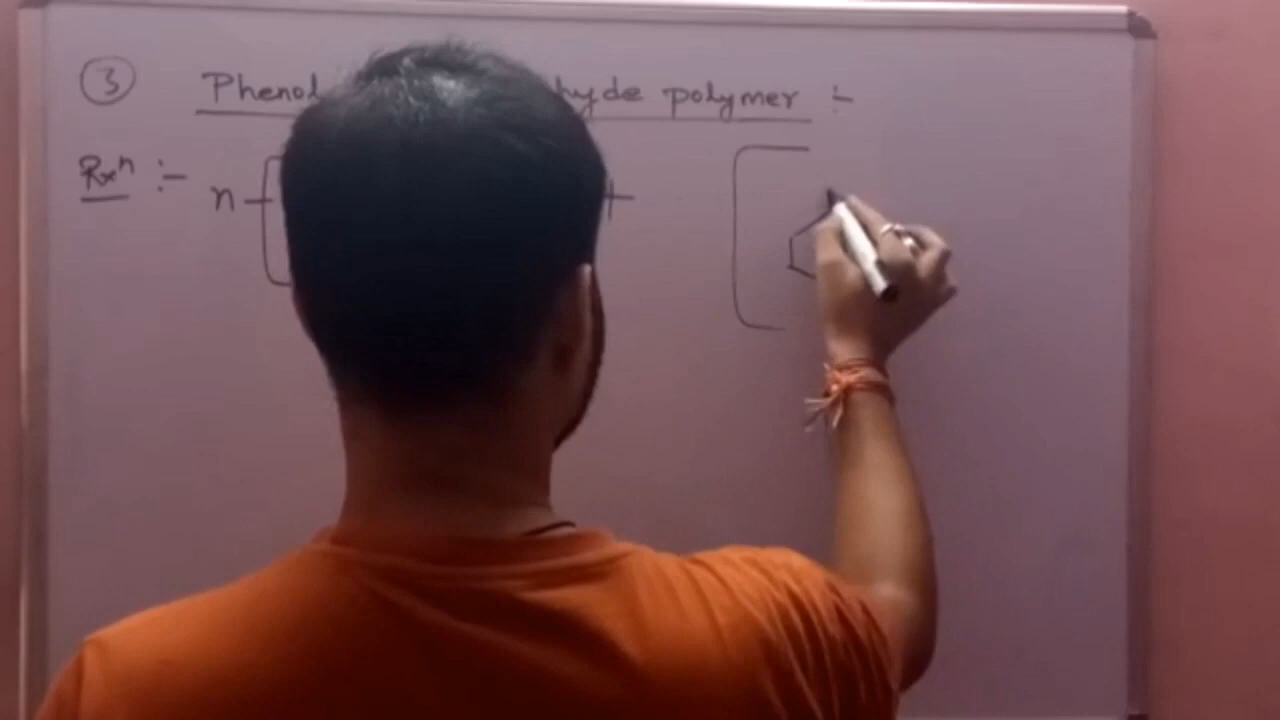 ③ Phenol hyde polymer :-
Rxⁿ :- n +